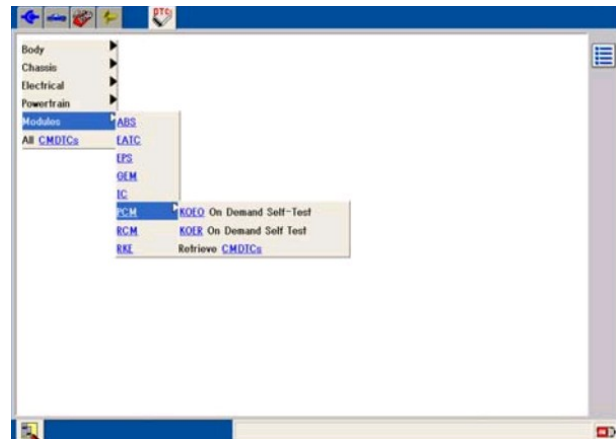 DTC
Body
Chassis
Electrical
Powertrain
Modules
All CMDTCs
ABS
EATC
EPS
OEM
IC
PCM
RCM
RKE
KOEO On Demand Self-Test
KOER On Demand Self Test
Retrieve CMDTCs